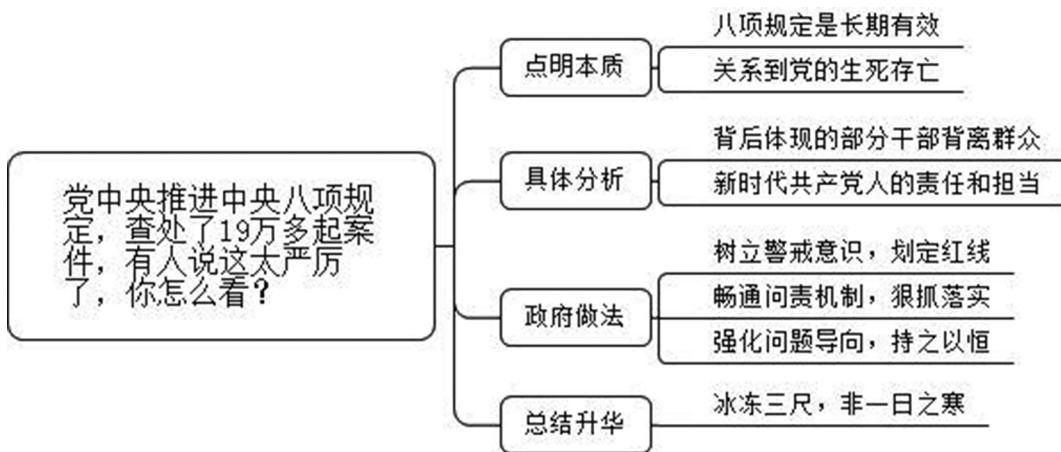 党中央推进中央八项规
定，查处了19万多起案
件，有人说这太严厉
了，你怎么看？
点明本质
八项规定是长期有效
关系到党的生死存亡
具体分析
背后体现的部分干部背离群众
新时代共产党人的责任和担当
政府做法
树立警戒意识，划定红线
畅通问责机制，狠抓落实
强化问题导向，持之以恒
总结升华
冰冻三尺，非一日之寒